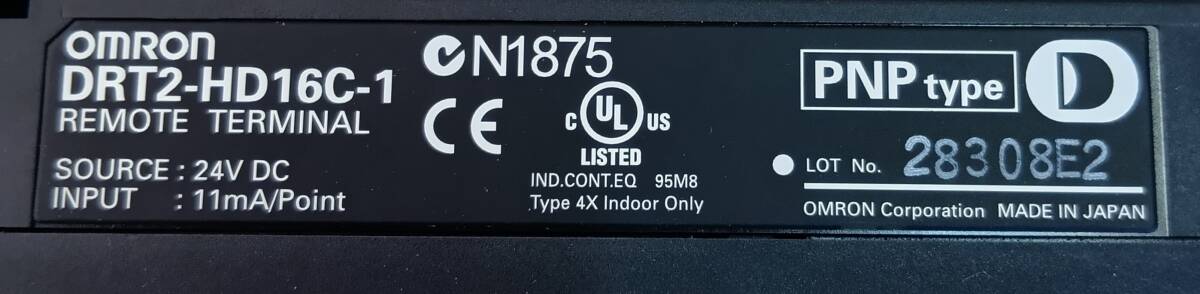 OMRON
DRT2-HD16C-1
REMOTE TERMINAL
SOURCE : 24V DC
INPUT : 11mA/Point
N1875
CE
C UL US
LISTED
IND.CONT.EQ 95M8
Type 4X Indoor Only
PNP type
D
LOT No. 28308E2
OMRON Corporation MADE IN JAPAN